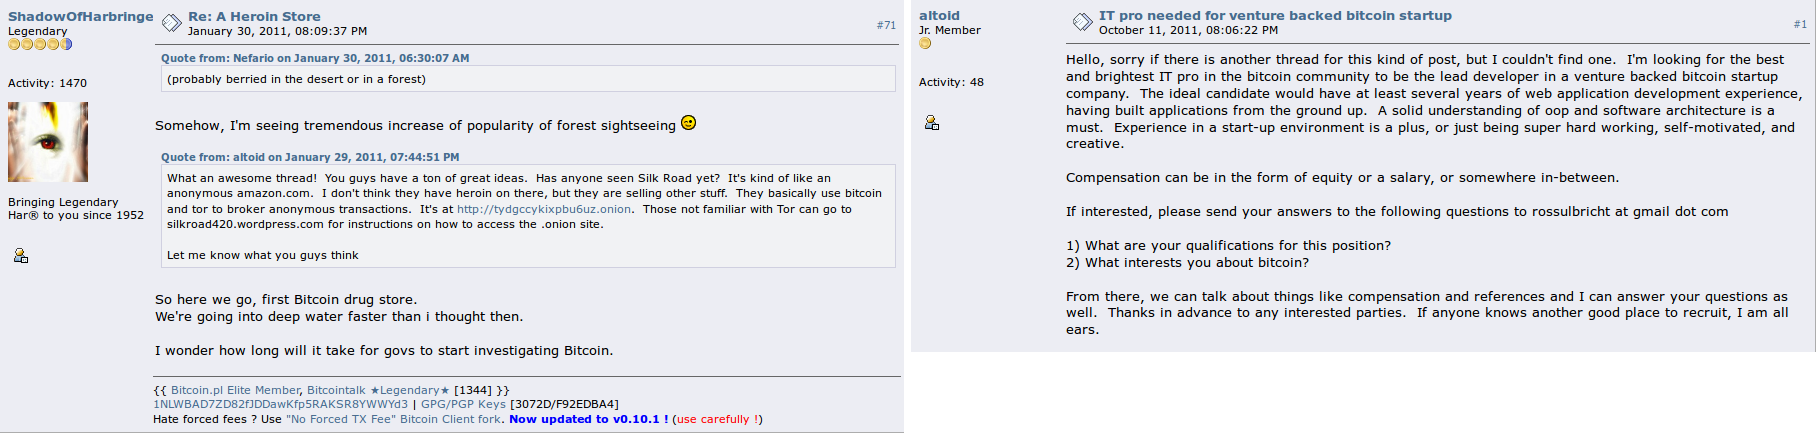 ShadowOfHarbringe
Legendary
Activity: 1470
Bringing Legendary
Har® to you since 1952
Re: A Heroin Store
January 30, 2011, 08:09:37 PM
#71
Quote from: Nefario on January 30, 2011, 06:30:07 AM
(probably berried in the desert or in a forest)
Somehow, I'm seeing tremendous increase of popularity of forest sightseeing
Quote from: altoid on January 29, 2011, 07:44:51 PM
What an awesome thread!  You guys have a ton of great ideas.  Has anyone seen Silk Road yet?  It's kind of like an
anonymous amazon.com.  I don't think they have heroin on there, but they are selling other stuff.  They basically use bitcoin
and tor to broker anonymous transactions.  It's at http://tydgccykixpbu6uz.onion.  Those not familiar with Tor can go to
silkroad420.wordpress.com for instructions on how to access the .onion site.
Let me know what you guys think
So here we go, first Bitcoin drug store.
We're going into deep water faster than i thought then.
I wonder how long will it take for govs to start investigating Bitcoin.
{{ Bitcoin.pl Elite Member, Bitcointalk ★Legendary★ [1344] }}
1NLWBAD7ZD82fJDDawKfp5RAKSR8YWWYd3 | GPG/PGP Keys [3072D/F92EDBA4]
Hate forced fees ? Use "No Forced TX Fee" Bitcoin Client fork. Now updated to v0.10.1 ! (use carefully !)
altoid
Jr. Member
Activity: 48
IT pro needed for venture backed bitcoin startup
October 11, 2011, 08:06:22 PM
#1
Hello, sorry if there is another thread for this kind of post, but I couldn't find one.  I'm looking for the best
and brightest IT pro in the bitcoin community to be the lead developer in a venture backed bitcoin startup
company.  The ideal candidate would have at least several years of web application development experience,
having built applications from the ground up.  A solid understanding of oop and software architecture is a
must.  Experience in a start-up environment is a plus, or just being super hard working, self-motivated, and
creative.
Compensation can be in the form of equity or a salary, or somewhere in-between.
If interested, please send your answers to the following questions to rossulbricht at gmail dot com
1) What are your qualifications for this position?
2) What interests you about bitcoin?
From there, we can talk about things like compensation and references and I can answer your questions as
well.  Thanks in advance to any interested parties.  If anyone knows another good place to recruit, I am all
ears.